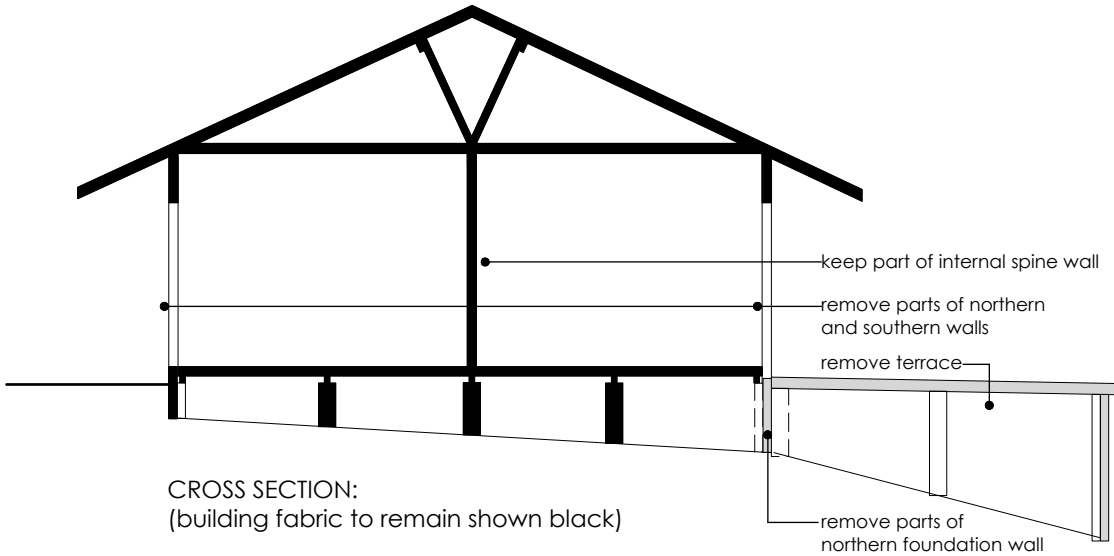 keep part of internal spine wall
remove parts of northern
and southern walls
remove terrace
CROSS SECTION:
(building fabric to remain shown black)
remove parts of
northern foundation wall